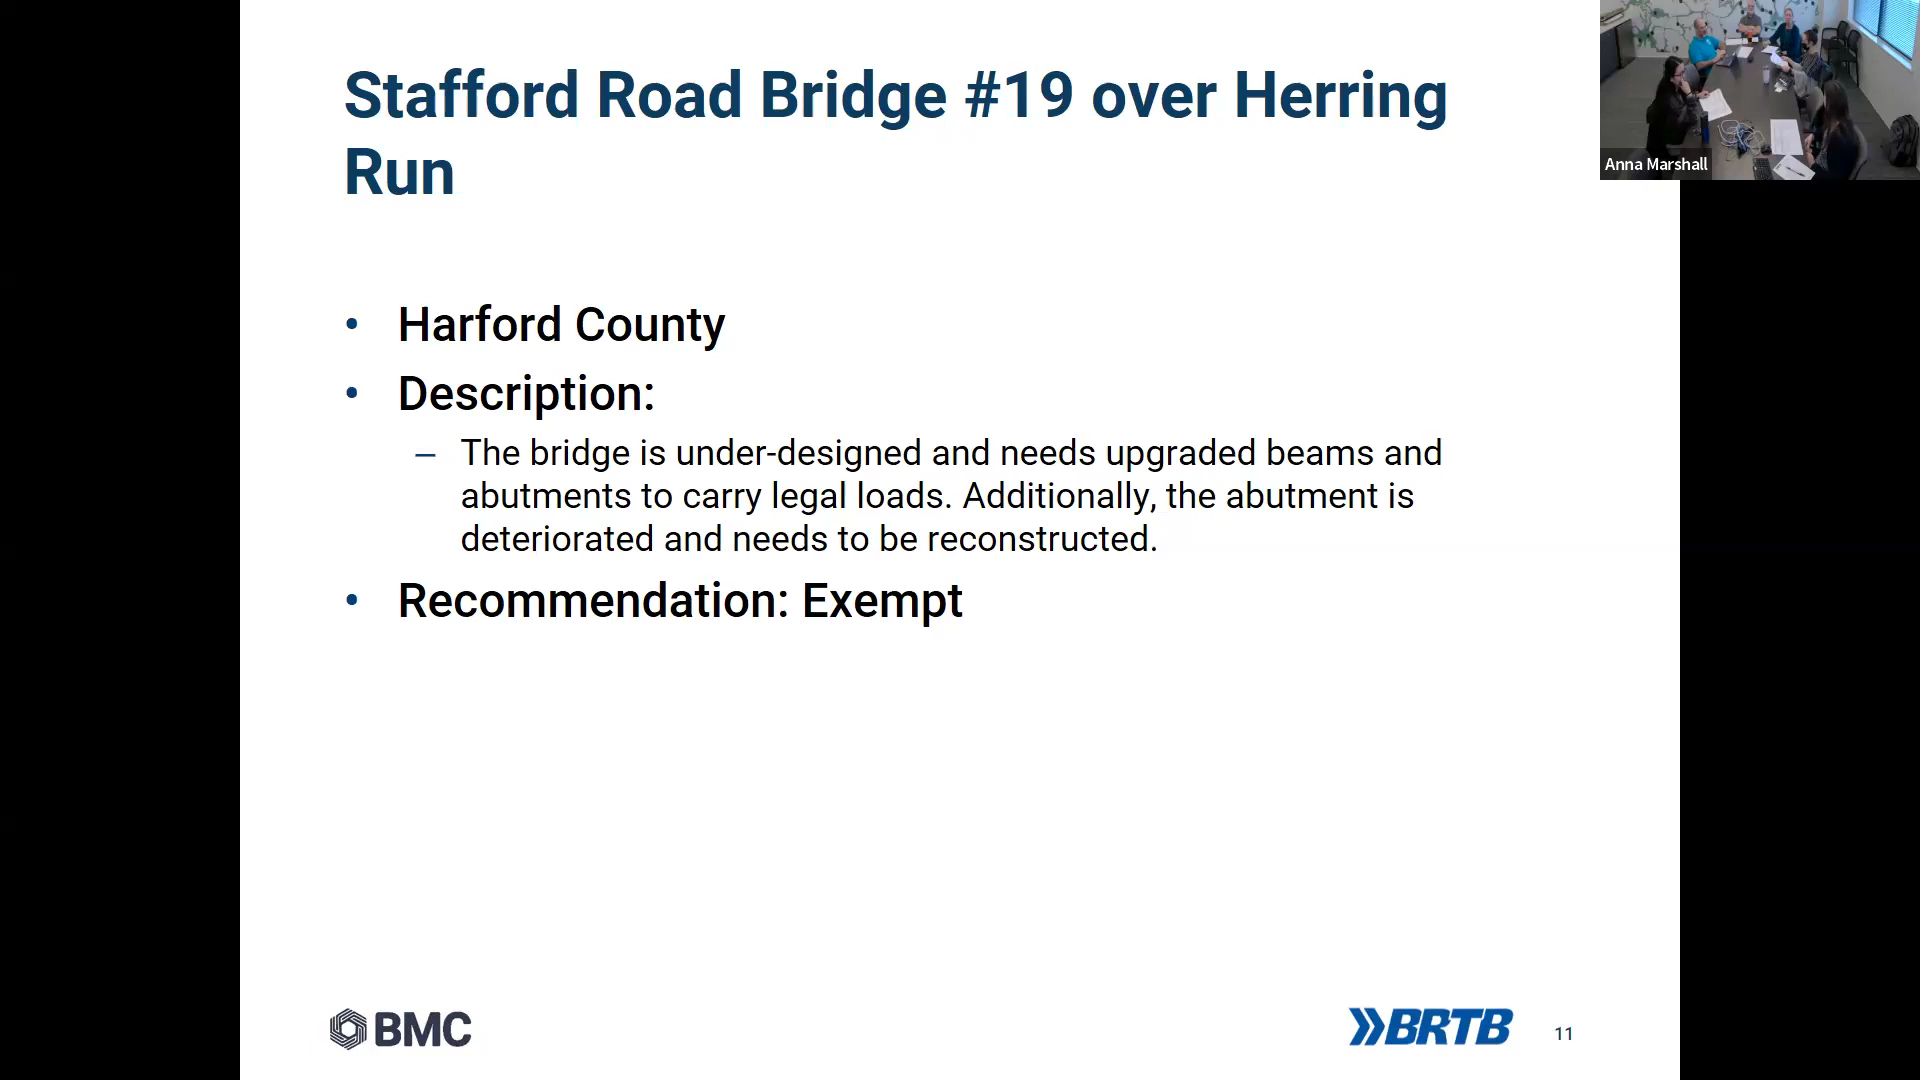 Stafford Road Bridge #19 over Herring
Run
Anna Marshall
• Harford County
• Description:
– The bridge is under-designed and needs upgraded beams and
abutments to carry legal loads. Additionally, the abutment is
deteriorated and needs to be reconstructed.
• Recommendation: Exempt
BMC
BRTB
11